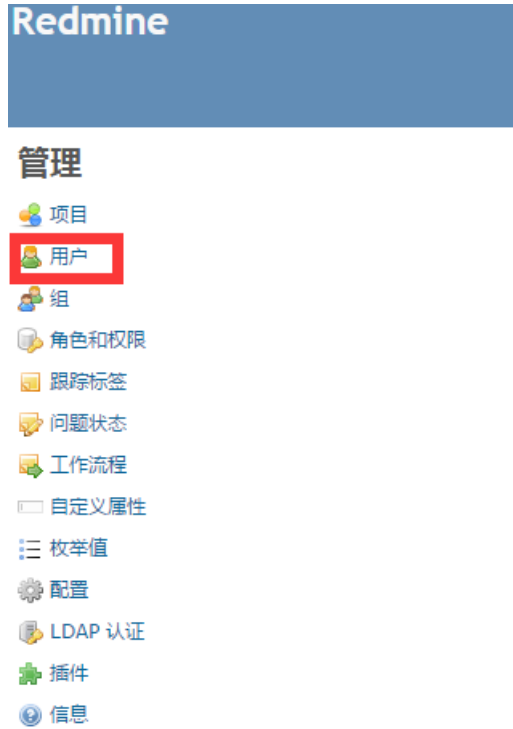 Redmine
管理
项目
用户
组
角色和权限
跟踪标签
问题状态
工作流程
自定义属性
枚举值
配置
LDAP 认证
插件
信息